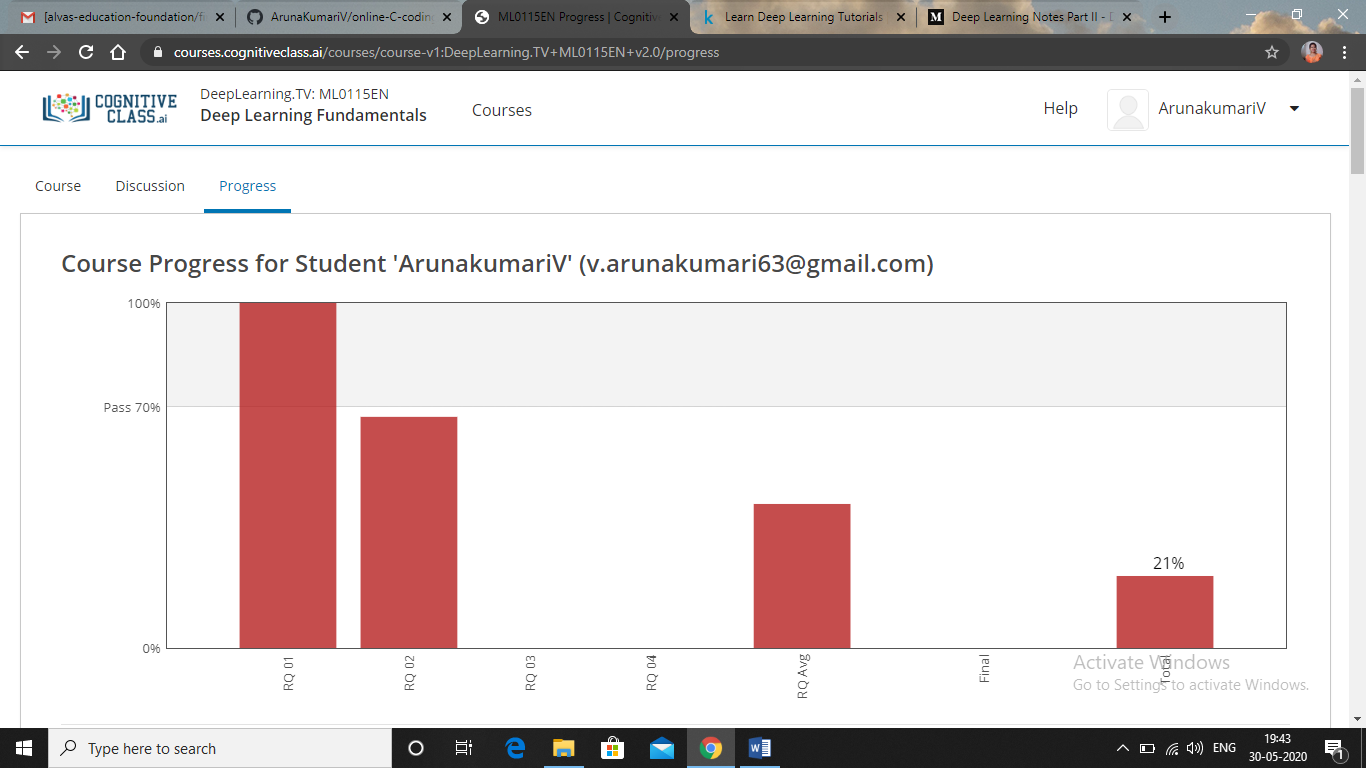 [alvas-education-foundation/fi
ArunaKumariV/online-C-coding
ML0115EN Progress | Cognitive
Learn Deep Learning Tutorials
Deep Learning Notes Part II - D
courses.cognitiveclass.ai/courses/course-v1:DeepLearning.TV+ML0115EN+v2.0/progress
COGNITIVE
CLASS.ai
DeepLearning.TV: ML0115EN
Deep Learning Fundamentals
Courses
Help
ArunakumariV
Course
Discussion
Progress
Course Progress for Student 'ArunakumariV' (v.arunakumari63@gmail.com)
100%
Pass 70%
0%
21%
RQ 01
RQ 02
RQ 03
RQ 04
RQ Avg
Final
Total
Activate Windows
Go to Settings to activate Windows.
Type here to search
ENG
19:43
30-05-2020
1